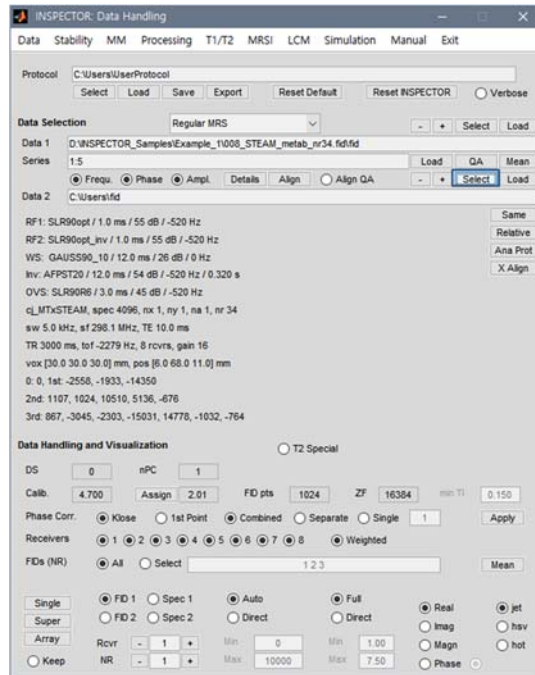 INSPECTOR: Data Handling
Data Stability MM Processing T1/T2 MRSI LCM Simulation Manual Exit
Protocol C:\Users\UserProtocol
Select Load Save Export Reset Default Reset INSPECTOR Verbose
Data Selection Regular MRS - + Select Load
Data 1 D:\INSPECTOR_Samples\Example_1\008_STEAM_metab_nr34.fid\fid
Series 1:5 Load QA Mean
Frequ. Phase Ampl. Details Align Align QA - + Select Load
Data 2 C:\Users\fid
Same
RF1: SLR90opt / 1.0 ms / 55 dB / -520 Hz
Relative
RF2: SLR90opt_inv / 1.0 ms / 55 dB / -520 Hz
Ana Prot
WS: GAUSS90_10 / 12.0 ms / 26 dB / 0 Hz
X Align
Inv: AFPST20 / 12.0 ms / 54 dB / -520 Hz / 0.320 s
OVS: SLR90R6 / 3.0 ms / 45 dB / -520 Hz
cj_MTxSTEAM, spec 4096, nx 1, ny 1, na 1, nr 34
sw 5.0 kHz, sf 298.1 MHz, TE 10.0 ms
TR 3000 ms, tof -2279 Hz, 8 rcvrs, gain 16
vox [30.0 30.0 30.0] mm, pos [6.0 68.0 11.0] mm
0: 0, 1st: -2558, -1933, -14350
2nd: 1107, 1024, 10510, 5136, -676
3rd: 867, -3045, -2303, -15031, 14778, -1032, -764
Data Handling and Visualization T2 Special
DS 0 nPC 1
Calib. 4.700 Assign 2.01 FID pts 1024 ZF 16384 min TI 0.150
Phase Corr. Klose 1st Point Combined Separate Single 1 Apply
Receivers 1 2 3 4 5 6 7 8 Weighted
FIDs (NR) All Select 1 2 3 Mean
Single FID 1 Spec 1 Auto Full Real jet
Super FID 2 Spec 2 Direct Direct Imag hsv
Array Rcvr - 1 + Min 0 Min 1.00 Magn hot
Keep NR - 1 + Max 10000 Max 7.50 Phase